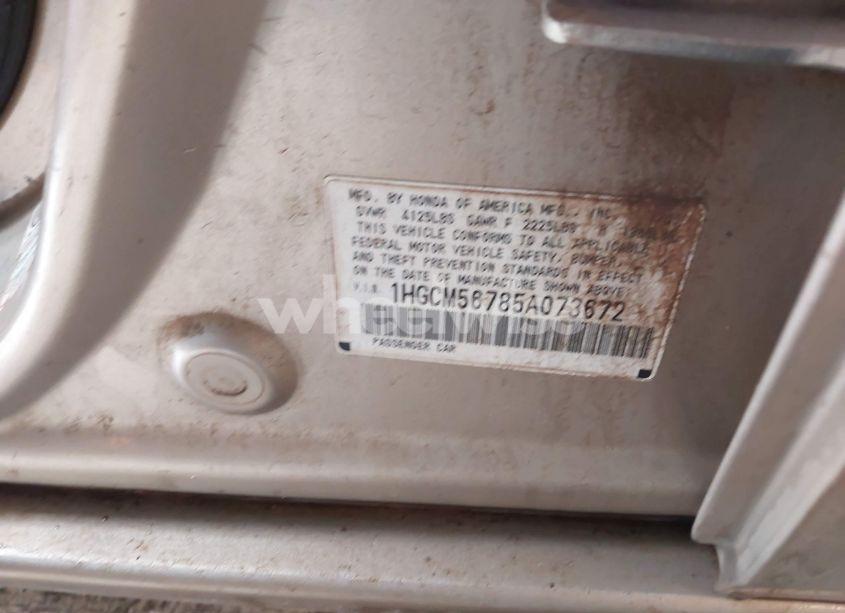 MFD. BY HONDA OF AMERICA MFG., INC.
GVWR 4125LBS GAWR F 2225LBS R
THIS VEHICLE CONFORMS TO ALL APPLICABLE
FEDERAL MOTOR VEHICLE SAFETY, BUMPER,
AND THEFT PREVENTION STANDARDS IN EFFECT
ON THE DATE OF MANUFACTURE SHOWN ABOVE.
V.I.N. 1HGCM56785A073672
wheelwise
PASSENGER CAR